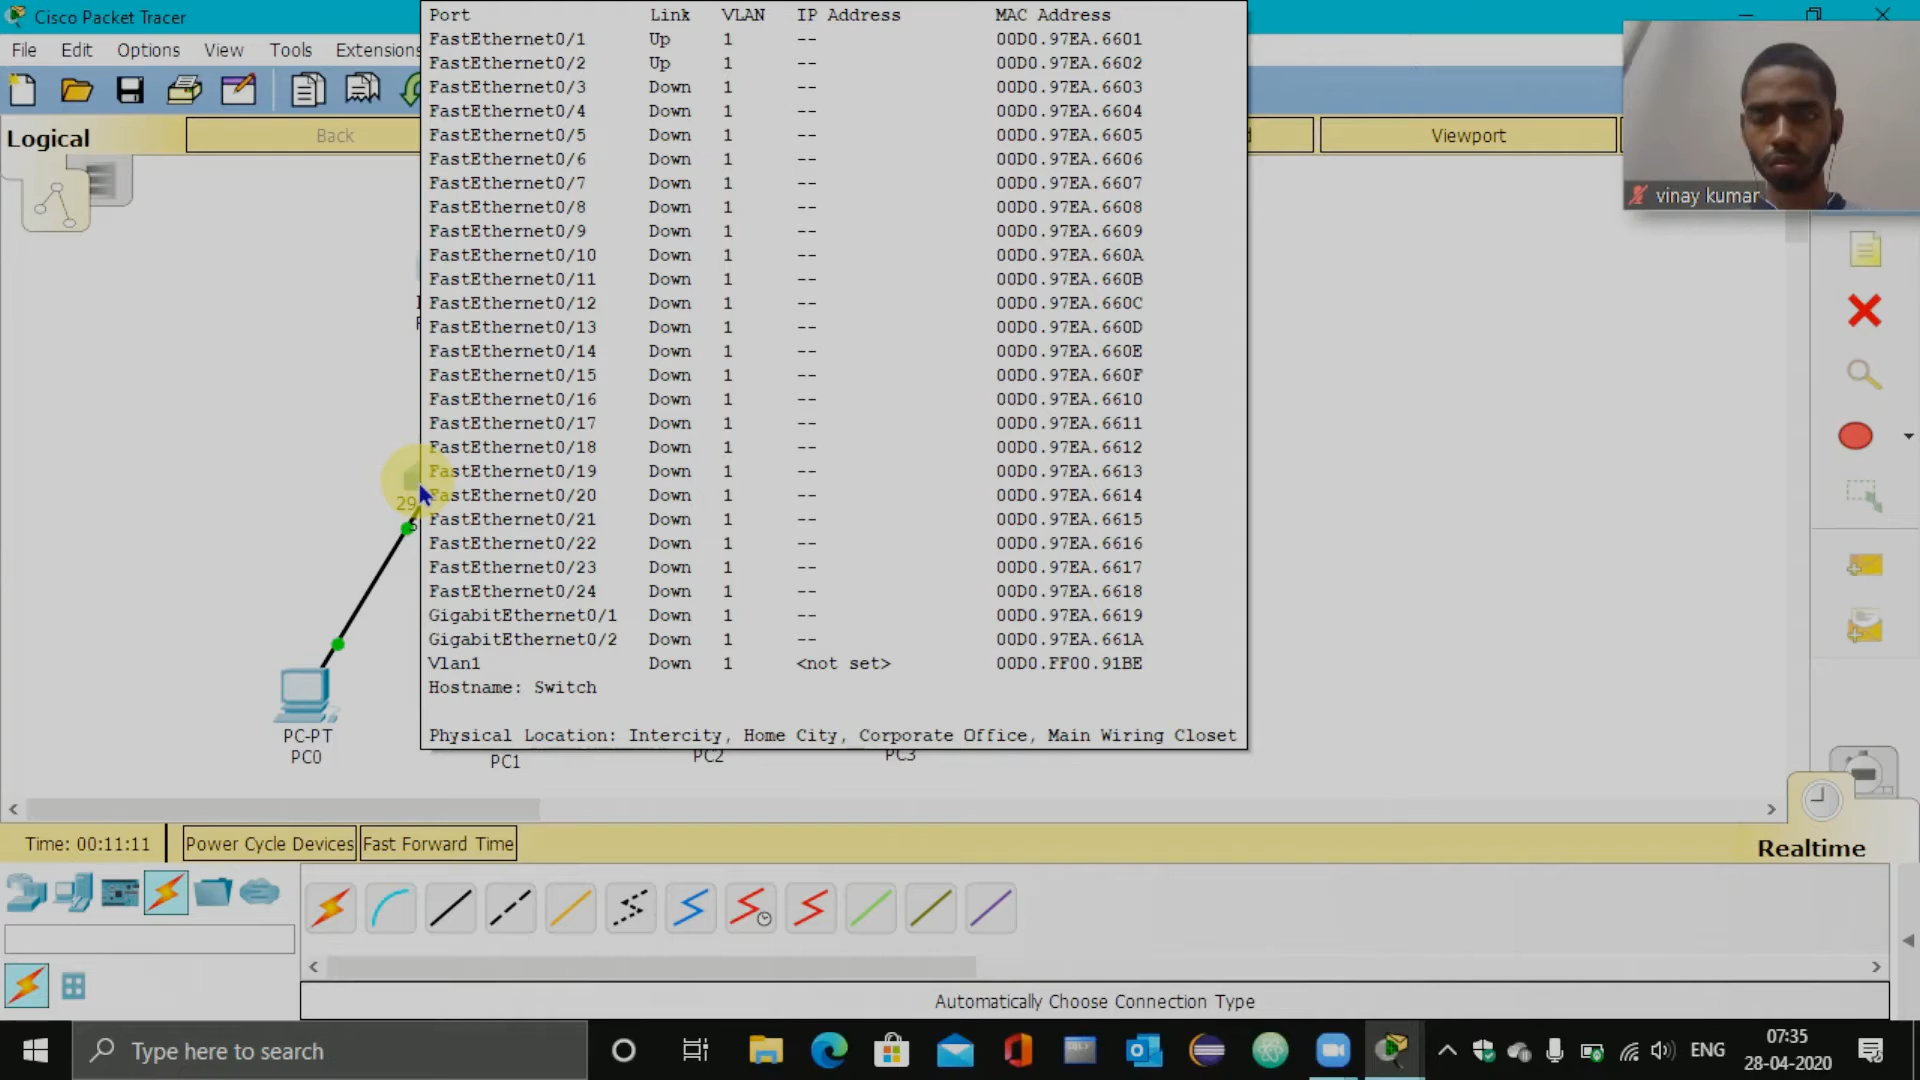 Cisco Packet Tracer
File Edit Options View Tools Extensions
Logical
Back
Viewport
vinay kumar
Port Link VLAN IP Address MAC Address
FastEthernet0/1 Up 1 -- 00D0.97EA.6601
FastEthernet0/2 Up 1 -- 00D0.97EA.6602
FastEthernet0/3 Down 1 -- 00D0.97EA.6603
FastEthernet0/4 Down 1 -- 00D0.97EA.6604
FastEthernet0/5 Down 1 -- 00D0.97EA.6605
FastEthernet0/6 Down 1 -- 00D0.97EA.6606
FastEthernet0/7 Down 1 -- 00D0.97EA.6607
FastEthernet0/8 Down 1 -- 00D0.97EA.6608
FastEthernet0/9 Down 1 -- 00D0.97EA.6609
FastEthernet0/10 Down 1 -- 00D0.97EA.660A
FastEthernet0/11 Down 1 -- 00D0.97EA.660B
FastEthernet0/12 Down 1 -- 00D0.97EA.660C
FastEthernet0/13 Down 1 -- 00D0.97EA.660D
FastEthernet0/14 Down 1 -- 00D0.97EA.660E
FastEthernet0/15 Down 1 -- 00D0.97EA.660F
FastEthernet0/16 Down 1 -- 00D0.97EA.6610
FastEthernet0/17 Down 1 -- 00D0.97EA.6611
FastEthernet0/18 Down 1 -- 00D0.97EA.6612
FastEthernet0/19 Down 1 -- 00D0.97EA.6613
FastEthernet0/20 Down 1 -- 00D0.97EA.6614
FastEthernet0/21 Down 1 -- 00D0.97EA.6615
FastEthernet0/22 Down 1 -- 00D0.97EA.6616
FastEthernet0/23 Down 1 -- 00D0.97EA.6617
FastEthernet0/24 Down 1 -- 00D0.97EA.6618
GigabitEthernet0/1 Down 1 -- 00D0.97EA.6619
GigabitEthernet0/2 Down 1 -- 00D0.97EA.661A
Vlan1 Down 1 <not set> 00D0.FF00.91BE
Hostname: Switch
Physical Location: Intercity, Home City, Corporate Office, Main Wiring Closet
29
PC-PT
PC0
PC1
PC2
PC3
Time: 00:11:11 Power Cycle Devices Fast Forward Time
Realtime
Automatically Choose Connection Type
Type here to search
ENG
07:35
28-04-2020